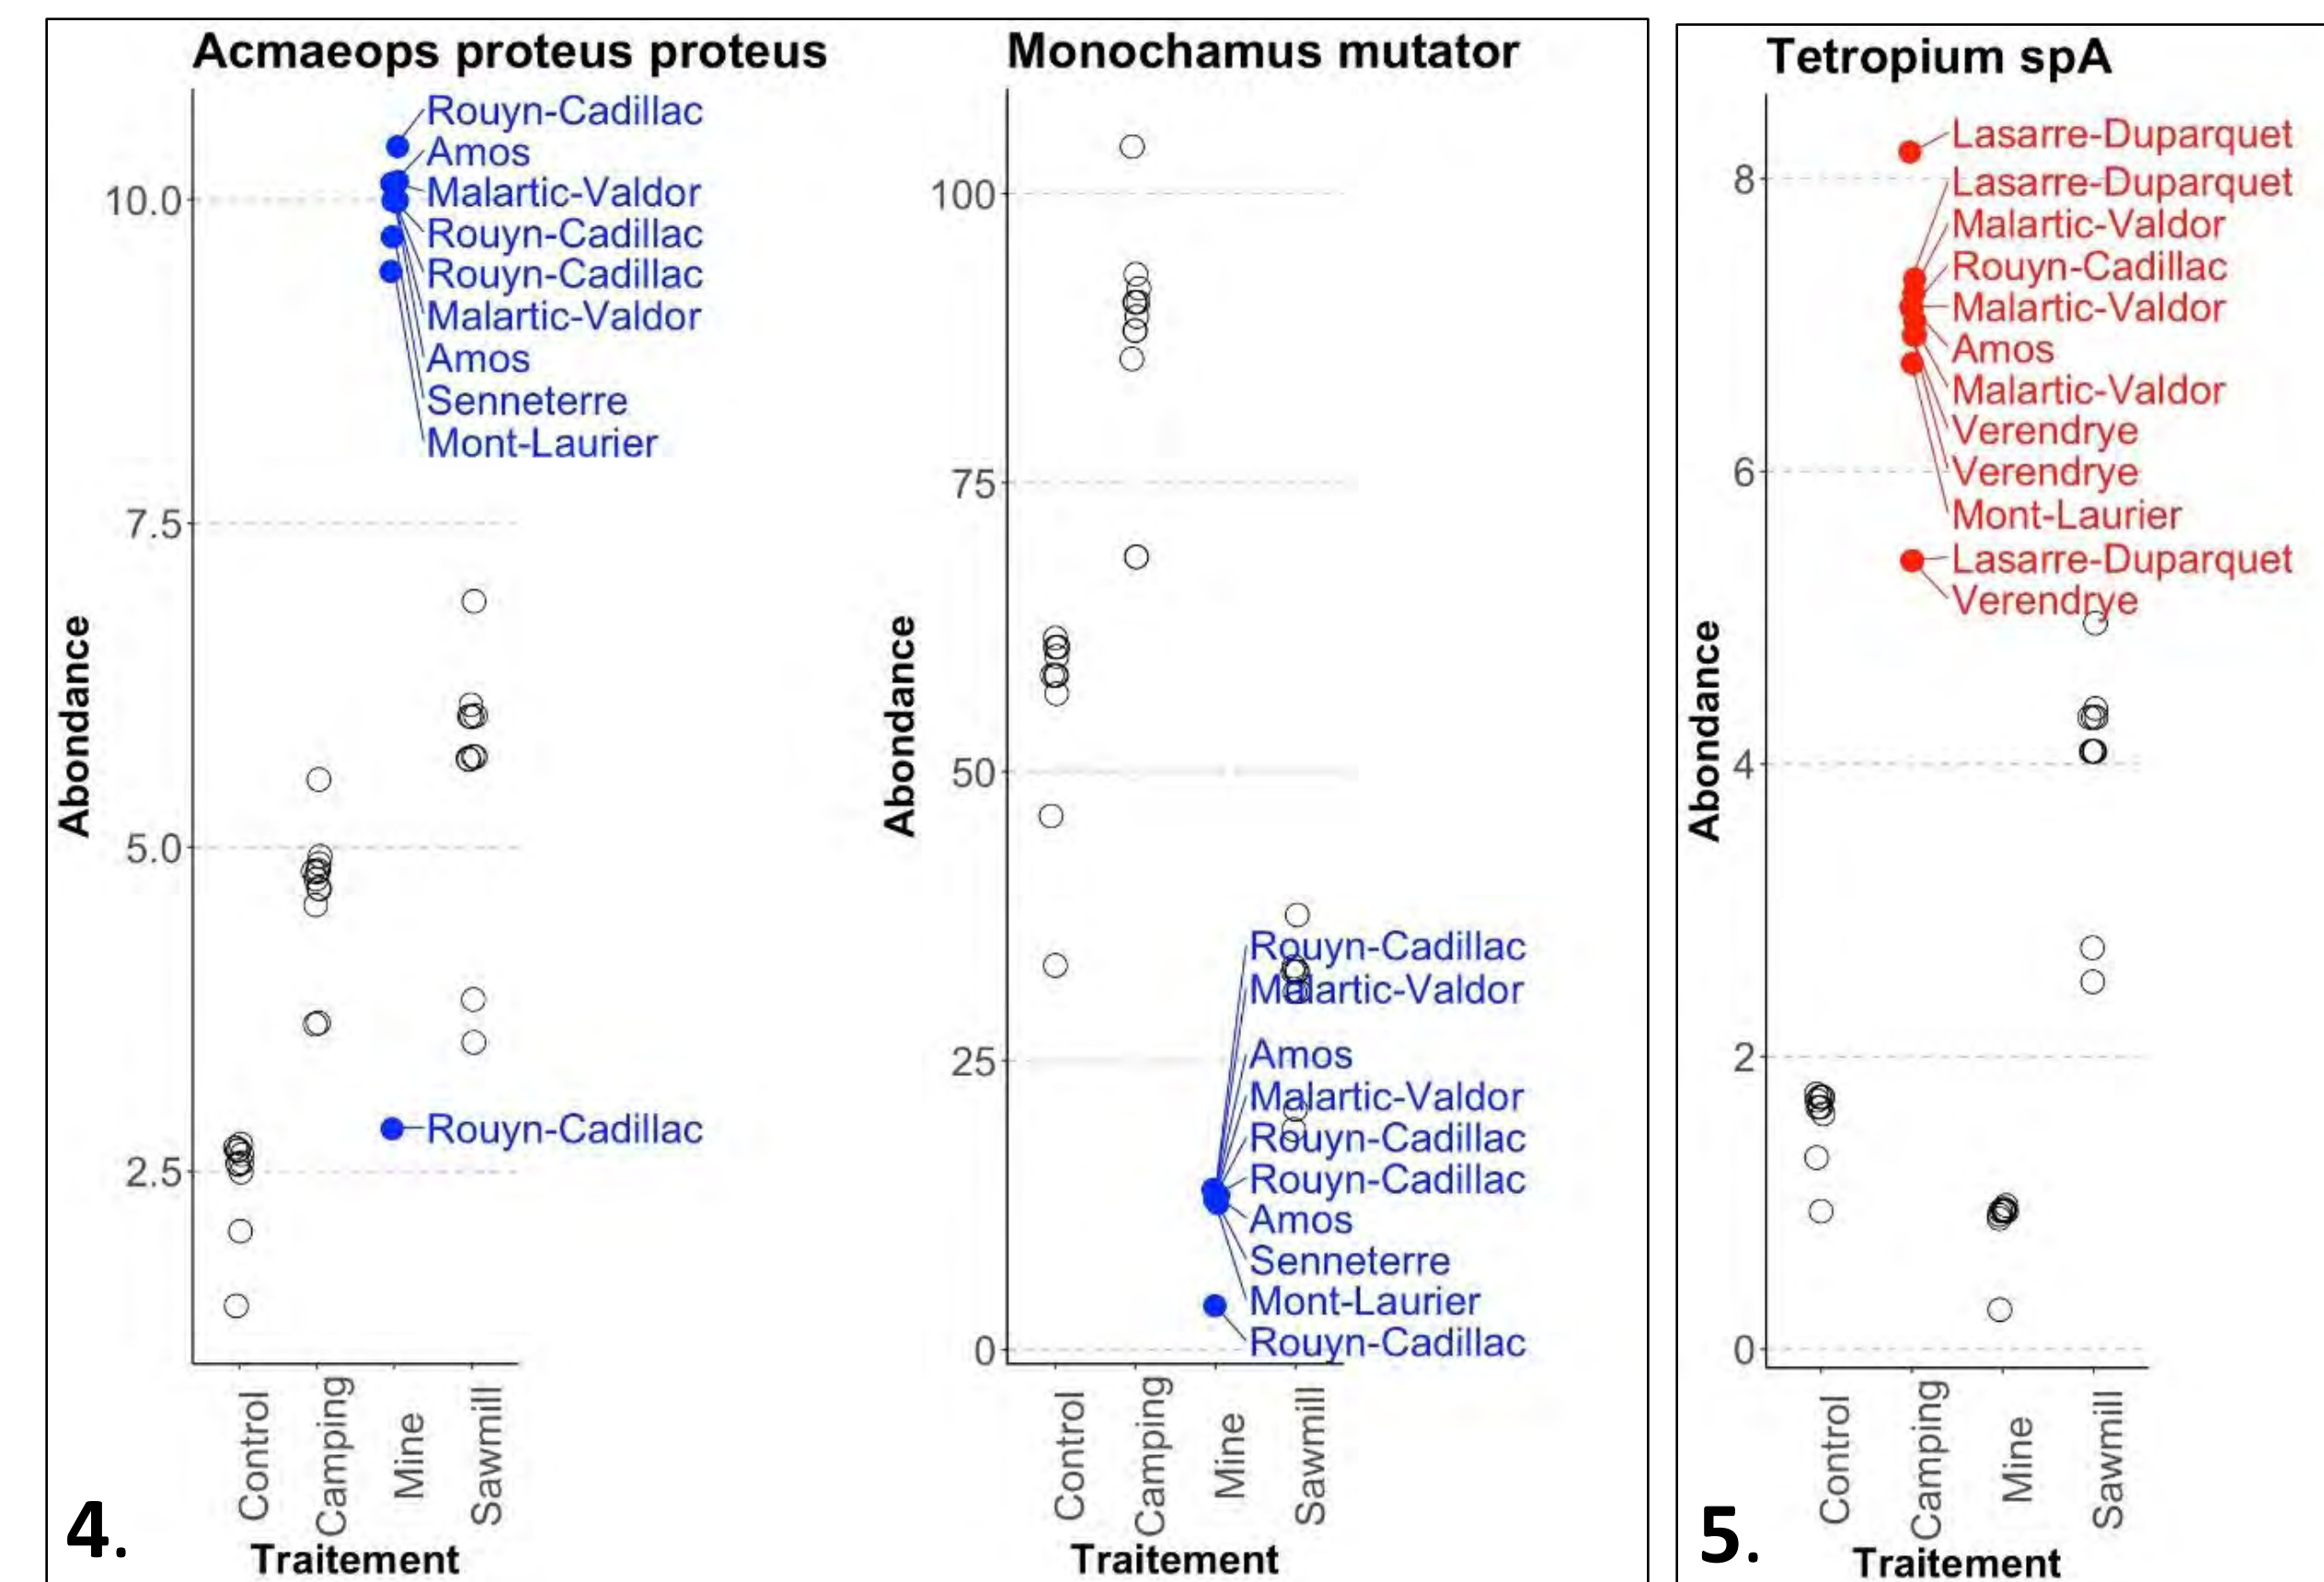 Acmaeops proteus proteus
Abondance
10.0
7.5
5.0
2.5
Rouyn-Cadillac
Amos
Malartic-Valdor
Rouyn-Cadillac
Rouyn-Cadillac
Malartic-Valdor
Amos
Senneterre
Mont-Laurier
Rouyn-Cadillac
Control
Camping
Mine
Sawmill
Traitement
4.
Monochamus mutator
Abondance
100
75
50
25
0
Rouyn-Cadillac
Malartic-Valdor
Amos
Malartic-Valdor
Rouyn-Cadillac
Rouyn-Cadillac
Amos
Senneterre
Mont-Laurier
Rouyn-Cadillac
Control
Camping
Mine
Sawmill
Traitement
Tetropium spA
Abondance
8
6
4
2
0
Lasarre-Duparquet
Lasarre-Duparquet
Malartic-Valdor
Rouyn-Cadillac
Malartic-Valdor
Amos
Malartic-Valdor
Verendrye
Verendrye
Mont-Laurier
Lasarre-Duparquet
Verendrye
Control
Camping
Mine
Sawmill
Traitement
5.